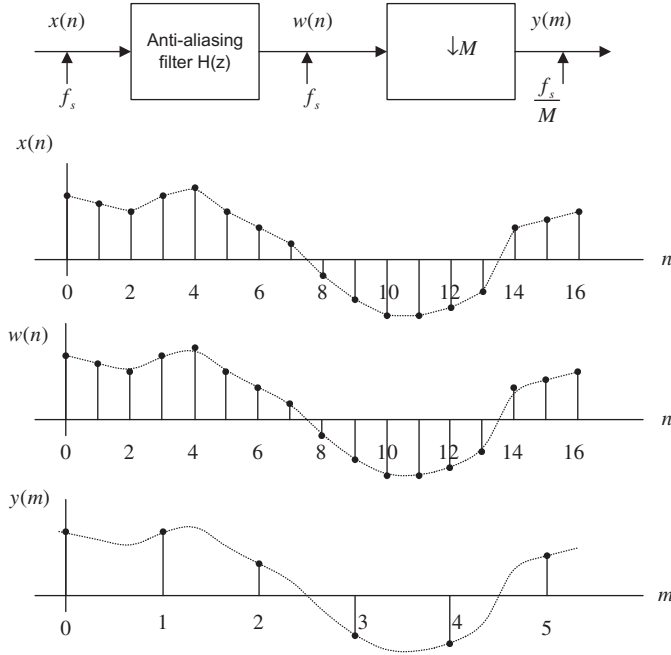 x(n) w(n) y(m)
Anti-aliasing
filter H(z)
↓M
f_s f_s f_s/M
x(n)
n
0 2 4 6 8 10 12 14 16
w(n)
n
0 2 4 6 8 10 12 14 16
y(m)
m
0 1 2 3 4 5